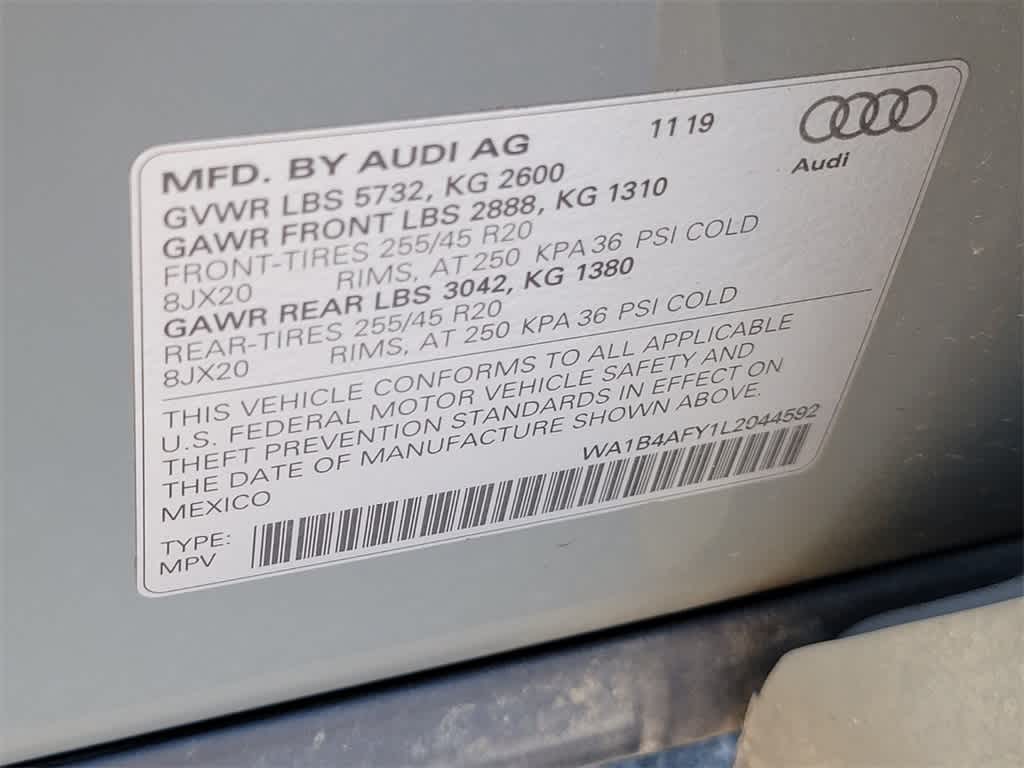 11 19
Audi
MFD. BY AUDI AG
GVWR LBS 5732, KG 2600
GAWR FRONT LBS 2888, KG 1310
FRONT-TIRES 255/45 R20
8JX20 RIMS, AT 250 KPA 36 PSI COLD
GAWR REAR LBS 3042, KG 1380
REAR-TIRES 255/45 R20
8JX20 RIMS, AT 250 KPA 36 PSI COLD
THIS VEHICLE CONFORMS TO ALL APPLICABLE
U.S. FEDERAL MOTOR VEHICLE SAFETY AND
THEFT PREVENTION STANDARDS IN EFFECT ON
THE DATE OF MANUFACTURE SHOWN ABOVE.
MEXICO WA1B4AFY1L2044592
TYPE:
MPV